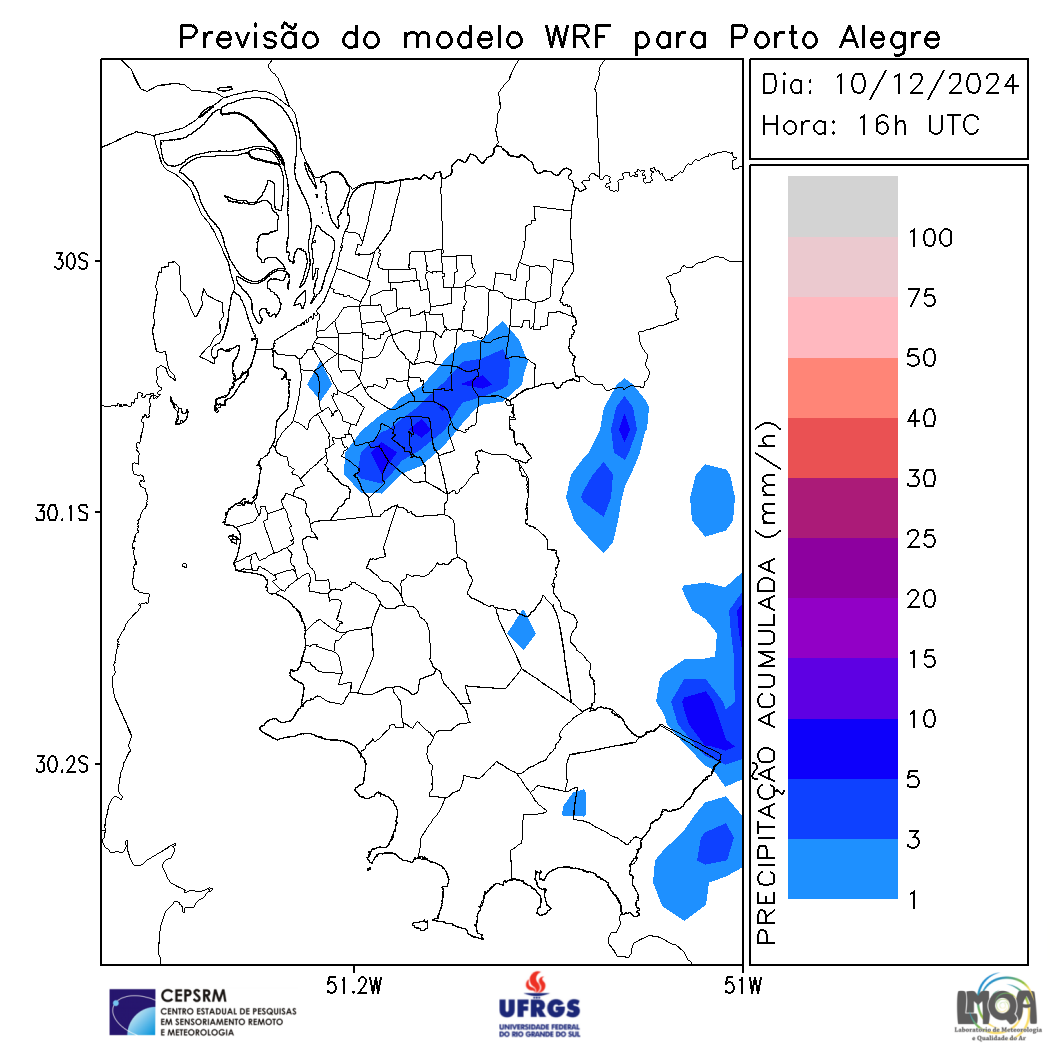 Previsão do modelo WRF para Porto Alegre
Dia: 10/12/2024
Hora: 16h UTC
30S
30.1S
30.2S
51.2W
51W
PRECIPITAÇÃO ACUMULADA (mm/h)
100
75
50
40
30
25
20
15
10
5
3
1
CEPSRM
CENTRO ESTADUAL DE PESQUISAS
EM SENSORIAMENTO REMOTO
E METEOROLOGIA
UFRGS
UNIVERSIDADE FEDERAL
DO RIO GRANDE DO SUL
LMQA
Laboratório de Meteorologia
e Qualidade do Ar